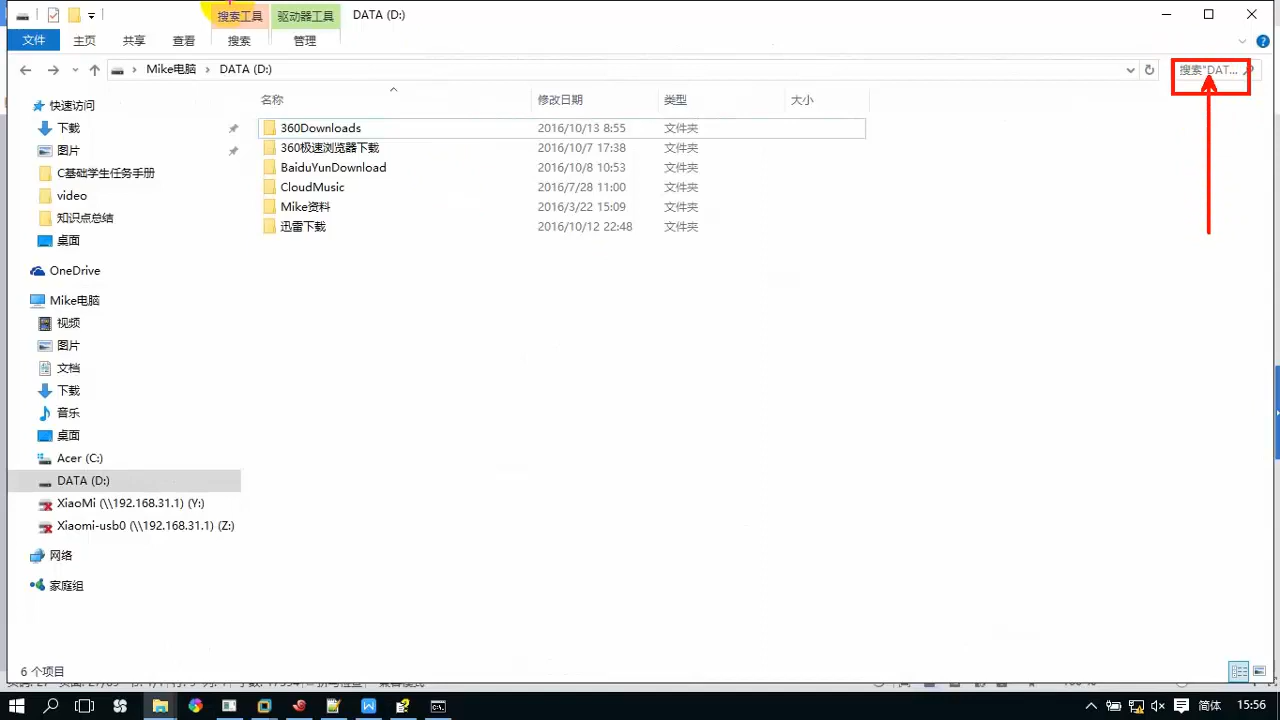 搜索工具 驱动器工具 DATA (D:)
文件 主页 共享 查看 搜索 管理
Mike电脑 DATA (D:) 搜索"DAT...
名称 修改日期 类型 大小
快速访问
下载
图片
C基础学生任务手册
video
知识点总结
桌面
OneDrive
Mike电脑
视频
图片
文档
下载
音乐
桌面
Acer (C:)
DATA (D:)
XiaoMi (\\192.168.31.1) (Y:)
Xiaomi-usb0 (\\192.168.31.1) (Z:)
网络
家庭组
360Downloads 2016/10/13 8:55 文件夹
360极速浏览器下载 2016/10/7 17:38 文件夹
BaiduYunDownload 2016/10/8 10:53 文件夹
CloudMusic 2016/7/28 11:00 文件夹
Mike资料 2016/3/22 15:09 文件夹
迅雷下载 2016/10/12 22:48 文件夹
6 个项目
简体 15:56